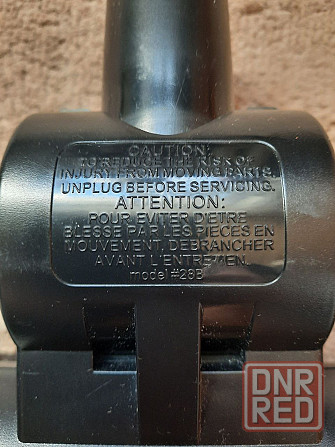 CAUTION:
TO REDUCE THE RISK OF
INJURY FROM MOVING PARTS,
UNPLUG BEFORE SERVICING.
ATTENTION:
POUR EVITER D'ETRE
BLESSE PAR LES PIECES EN
MOUVEMENT, DEBRANCHER
AVANT L'ENTRETIEN.
model #28B
DNR
RED